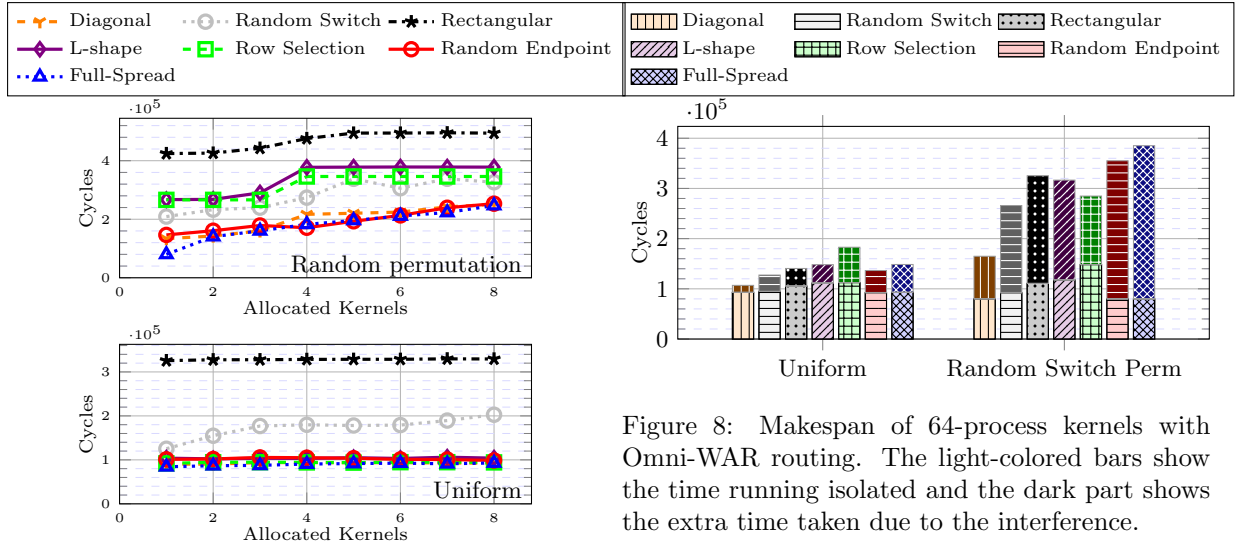 Diagonal Random Switch Rectangular
L-shape Row Selection Random Endpoint
Full-Spread
·10^5
4
2
0
Cycles
Random permutation
0 2 4 6 8
Allocated Kernels
·10^5
3
2
1
0
Cycles
Uniform
0 2 4 6 8
Allocated Kernels
Diagonal Random Switch Rectangular
L-shape Row Selection Random Endpoint
Full-Spread
·10^5
4
3
2
1
0
Cycles
Uniform Random Switch Perm
Figure 8: Makespan of 64-process kernels with
Omni-WAR routing. The light-colored bars show
the time running isolated and the dark part shows
the extra time taken due to the interference.